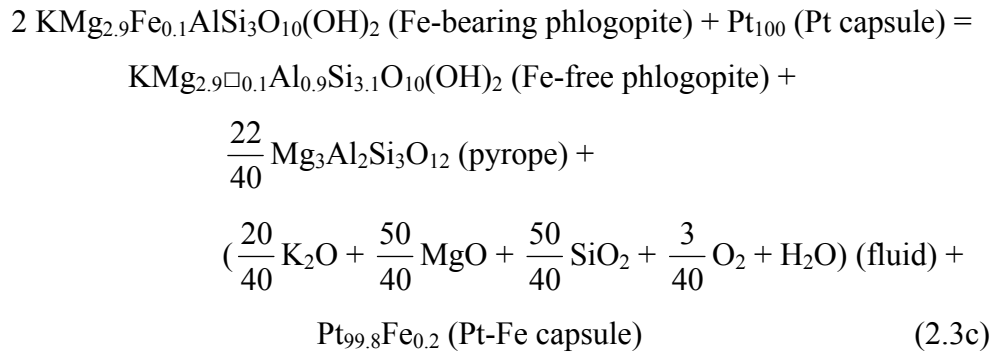 2 KMg₂.₉Fe₀.₁AlSi₃O₁₀(OH)₂ (Fe-bearing phlogopite) + Pt₁₀₀ (Pt capsule) =
KMg₂.₉□₀.₁Al₀.₉Si₃.₁O₁₀(OH)₂ (Fe-free phlogopite) +
22/40 Mg₃Al₂Si₃O₁₂ (pyrope) +
(20/40 K₂O + 50/40 MgO + 50/40 SiO₂ + 3/40 O₂ + H₂O) (fluid) +
Pt₉₉.₈Fe₀.₂ (Pt-Fe capsule) (2.3c)